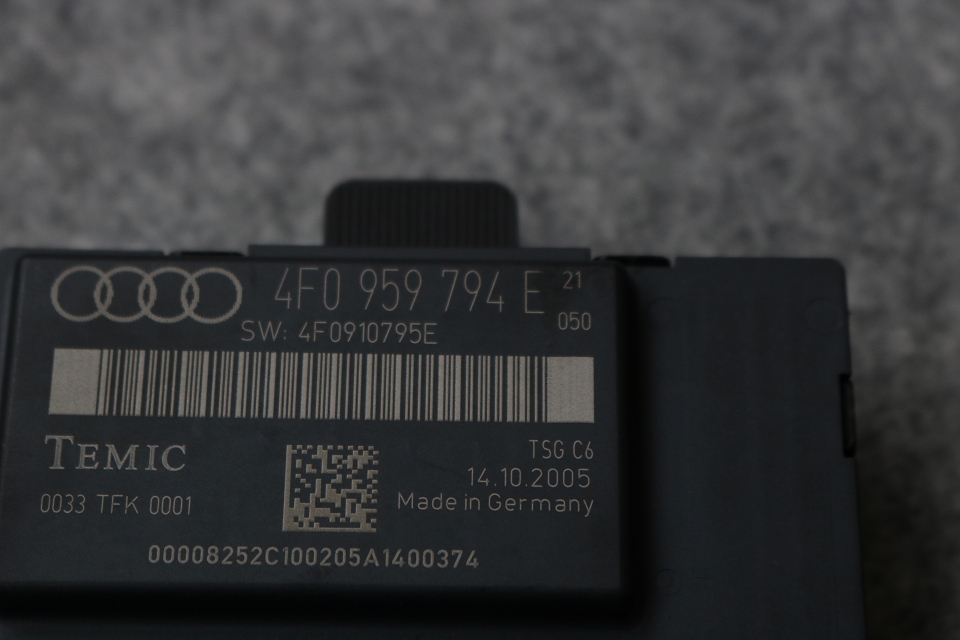 4F0 959 794 E 21
050
SW: 4F0910795E
TEMIC
TSG C6
14.10.2005
0033 TFK 0001
Made in Germany
00008252C100205A1400374